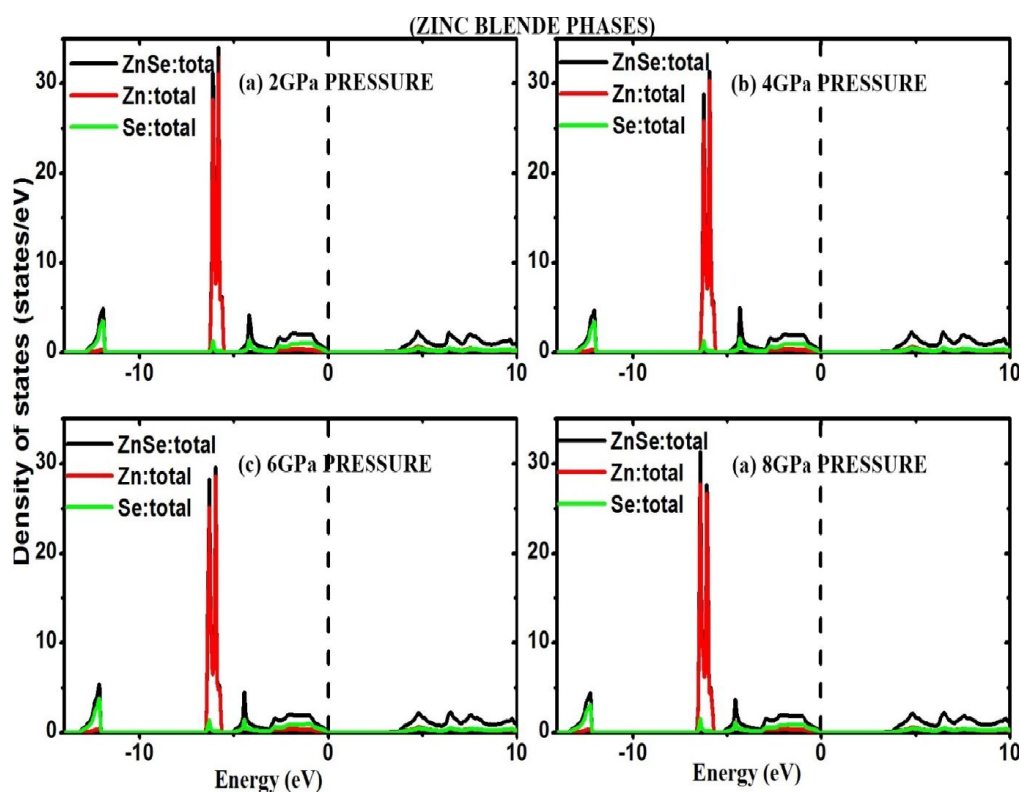 (ZINC BLENDE PHASES)
Density of states (states/eV)
30
20
10
0
ZnSe:total
Zn:total
Se:total
(a) 2GPa PRESSURE
-10
0
10
30
20
10
0
ZnSe:total
Zn:total
Se:total
(b) 4GPa PRESSURE
-10
0
10
30
20
10
0
ZnSe:total
Zn:total
Se:total
(c) 6GPa PRESSURE
-10
0
10
Energy (eV)
30
20
10
0
ZnSe:total
Zn:total
Se:total
(a) 8GPa PRESSURE
-10
0
10
Energy (eV)